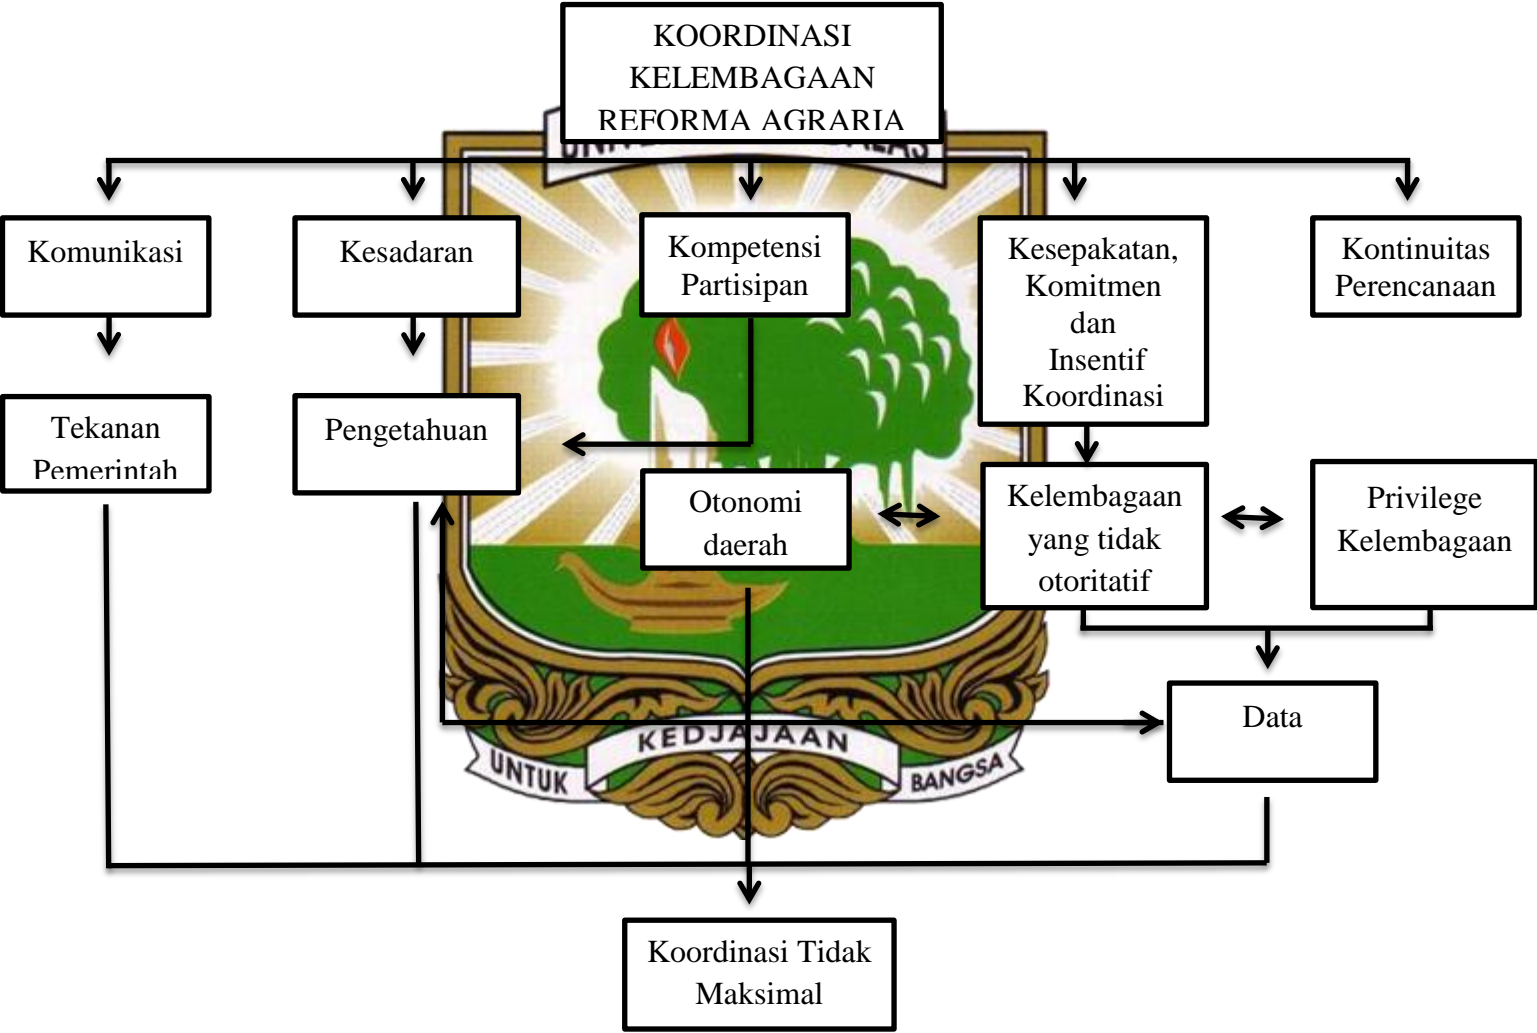 KOORDINASI
KELEMBAGAAN
REFORMA AGRARIA
Komunikasi
Kesadaran
Kompetensi
Partisipan
Kesepakatan,
Komitmen
dan
Insentif
Koordinasi
Kontinuitas
Perencanaan
Tekanan
Pemerintah
Pengetahuan
Otonomi
daerah
Kelembagaan
yang tidak
otoritatif
Privilege
Kelembagaan
Data
UNTUK
KEDJAJAAN
BANGSA
Koordinasi Tidak
Maksimal